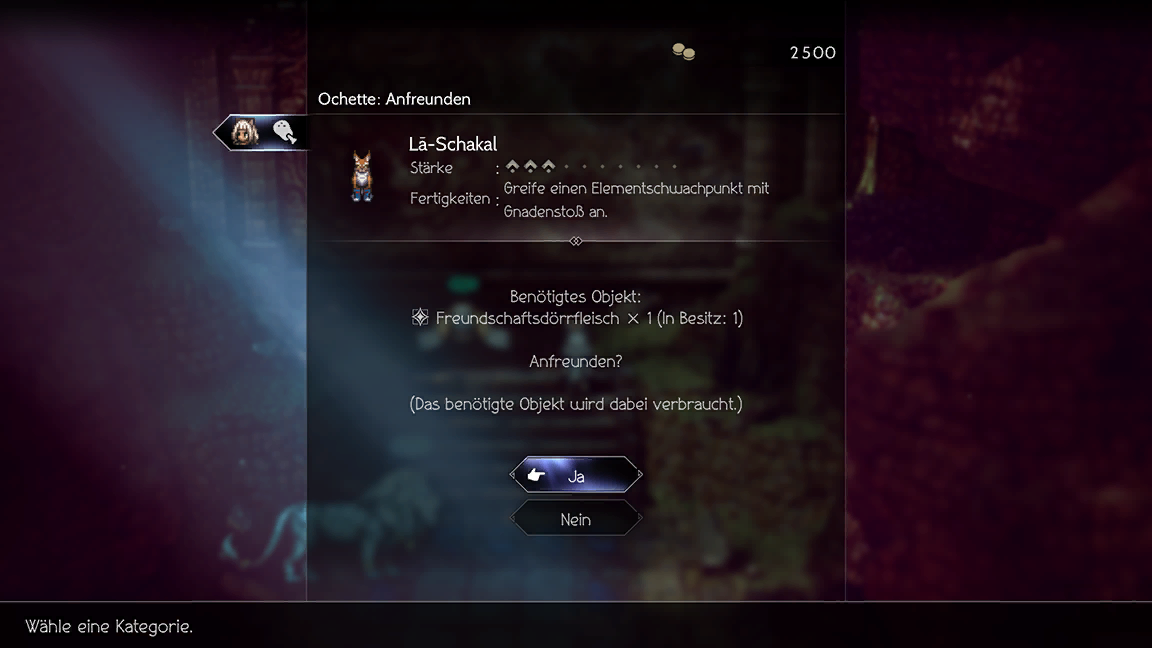 2500
Ochette: Anfreunden
Lā-Schakal
Stärke :
Greife einen Elementschwachpunkt mit
Fertigkeiten :
Gnadenstoß an.
Benötigtes Objekt:
Freundschaftsdörrfleisch × 1 (In Besitz: 1)
Anfreunden?
(Das benötigte Objekt wird dabei verbraucht.)
Ja
Nein
Wähle eine Kategorie.